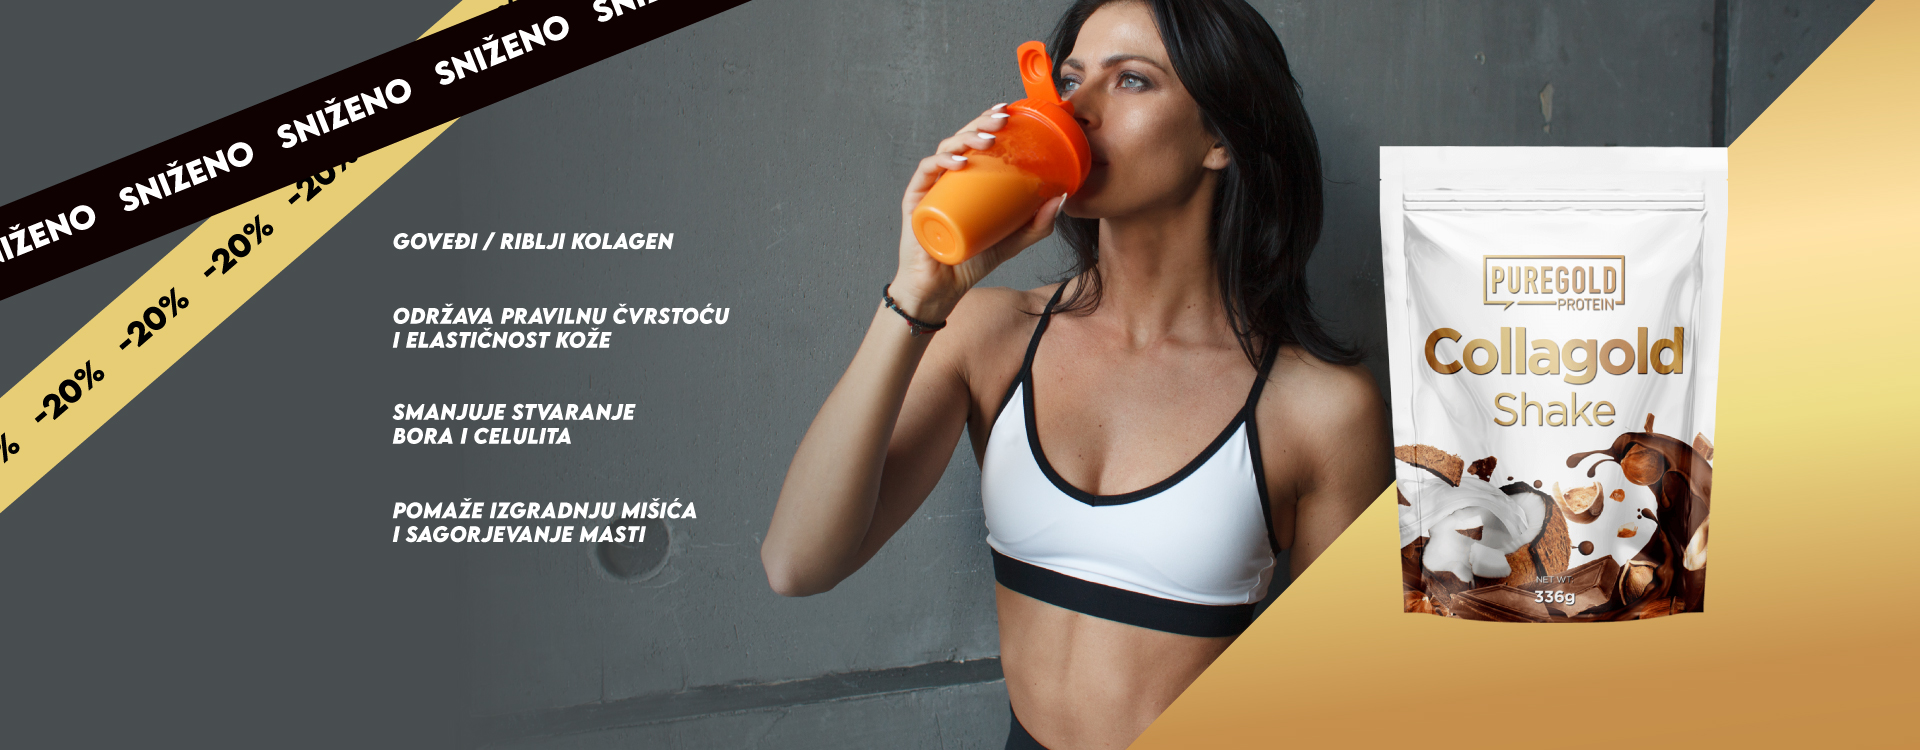 SNIŽENO SNIŽENO SNIŽENO
-20% -20% -20% -20%
GOVEĐI / RIBLJI KOLAGEN
ODRŽAVA PRAVILNU ČVRSTOĆU
I ELASTIČNOST KOŽE
SMANJUJE STVARANJE
BORA I CELULITA
POMAŽE IZGRADNJU MIŠIĆA
I SAGORJEVANJE MASTI
PUREGOLD
PROTEIN
Collagold
Shake
NET WT.
336g